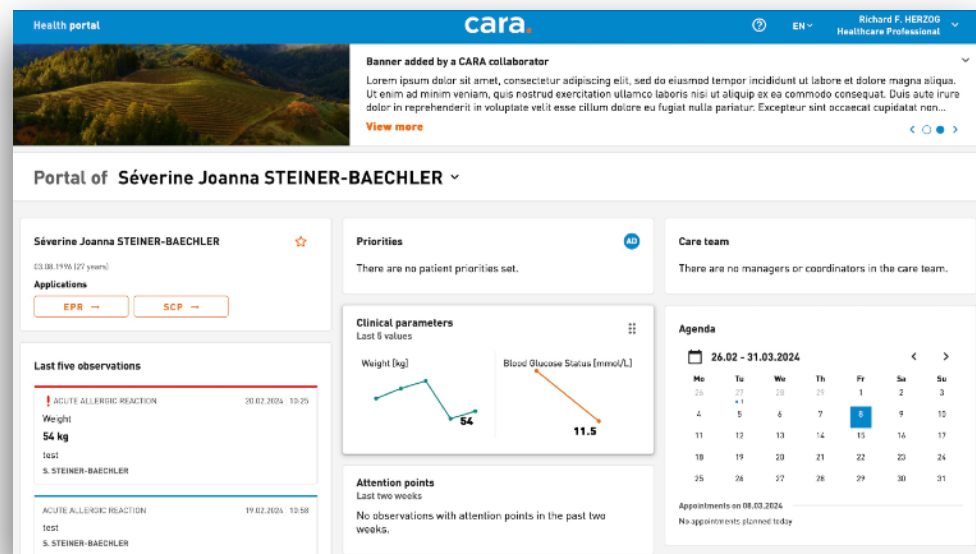 Health portal
cara.
EN
Richard F. HERZOG
Healthcare Professional
Banner added by a CARA collaborator
Lorem ipsum dolor sit amet, consectetur adipiscing elit, sed do eiusmod tempor incididunt ut labore et dolore magna aliqua.
Ut enim ad minim veniam, quis nostrud exercitation ullamco laboris nisi ut aliquip ex ea commodo consequat. Duis aute irure
dolor in reprehenderit in voluptate velit esse cillum dolore eu fugiat nulla pariatur. Excepteur sint occaecat cupidatat non...
View more
Portal of Séverine Joanna STEINER-BAECHLER
Séverine Joanna STEINER-BAECHLER
03.08.1996 (27 years)
Applications
EPR →
SCP →
Last five observations
! ACUTE ALLERGIC REACTION 20.02.2024 10:25
Weight
54 kg
test
S. STEINER-BAECHLER
ACUTE ALLERGIC REACTION 19.02.2024 10:58
test
S. STEINER-BAECHLER
Priorities
AD
There are no patient priorities set.
Clinical parameters
Last 5 values
Weight [kg]
54
Blood Glucose Status [mmol/L]
11.5
Attention points
Last two weeks
No observations with attention points in the past two
weeks.
Care team
There are no managers or coordinators in the care team.
Agenda
26.02 - 31.03.2024
Mo Tu We Th Fr Sa Su
26 27 28 29 1 2 3
1
4 5 6 7 8 9 10
11 12 13 14 15 16 17
18 19 20 21 22 23 24
25 26 27 28 29 30 31
Appointments on 08.03.2024
No appointments planned today